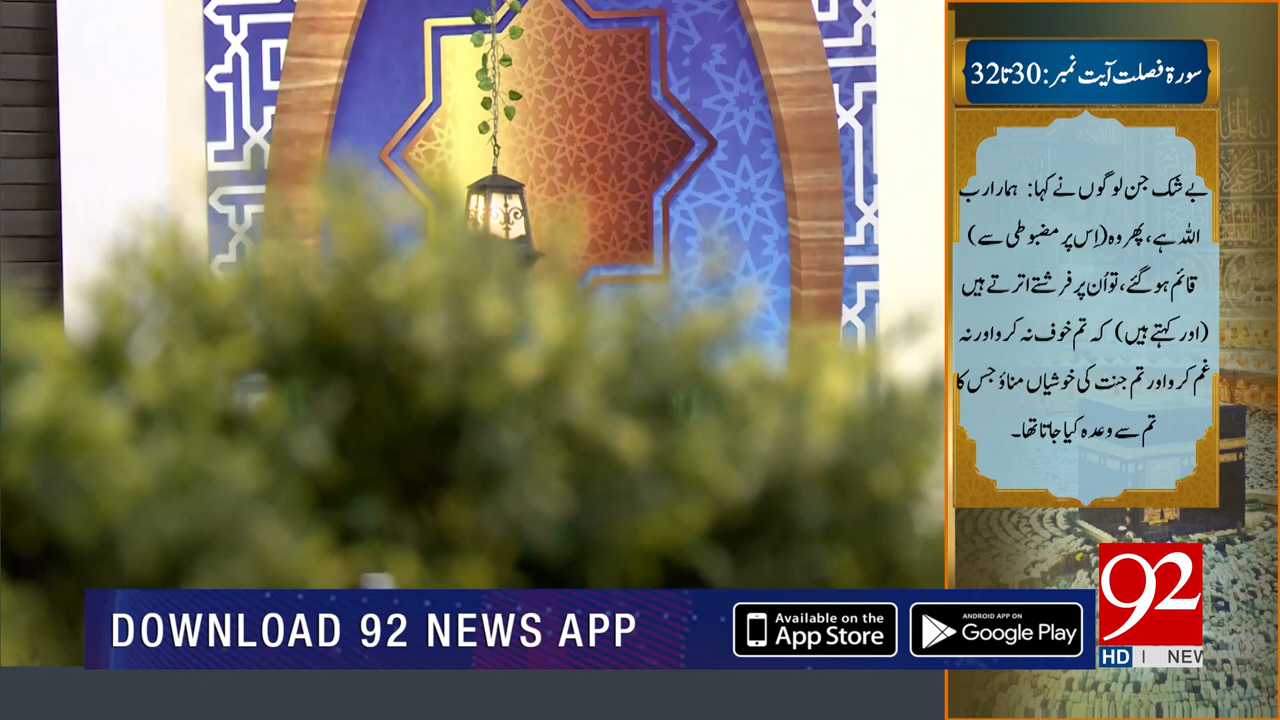 سورۃ فصلت آیت نمبر: 30 تا 32
بے شک جن لوگوں نے کہا: ہمارا رب
اللہ ہے، پھر وہ (اِس پر مضبوطی سے)
قائم ہو گئے، تو اُن پر فرشتے اترتے ہیں
(اور کہتے ہیں) کہ تم خوف نہ کرو اور نہ
غم کرو اور تم جنت کی خوشیاں مناؤ جس کا
تم سے وعدہ کیا جاتا تھا۔
DOWNLOAD 92 NEWS APP
Available on the
App Store
ANDROID APP ON
Google Play
92
HD NEW